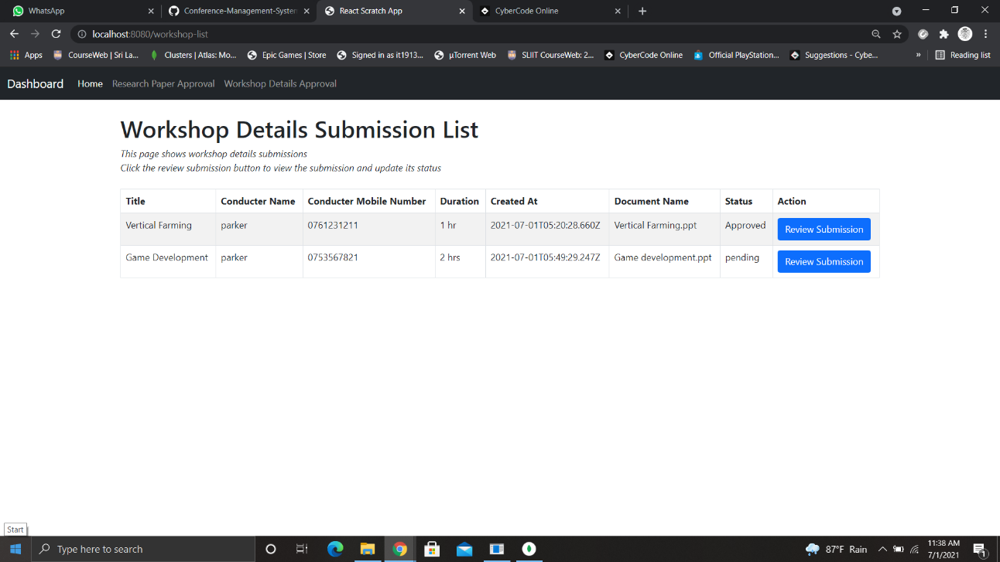 WhatsApp
Conference-Management-System
React Scratch App
CyberCode Online
localhost:8080/workshop-list
Apps
CourseWeb | Sri La...
Clusters | Atlas: Mo...
Epic Games | Store
Signed in as it1913...
µTorrent Web
SLIIT CourseWeb: 2...
CyberCode Online
Official PlayStation...
Suggestions - Cybe...
»
Reading list
Dashboard Home Research Paper Approval Workshop Details Approval
Workshop Details Submission List
This page shows workshop details submissions
Click the review submission button to view the submission and update its status
Title Conducter Name Conducter Mobile Number Duration Created At Document Name Status Action
Vertical Farming parker 0761231211 1 hr 2021-07-01T05:20:28.660Z Vertical Farming.ppt Approved Review Submission
Game Development parker 0753567821 2 hrs 2021-07-01T05:49:29.247Z Game development.ppt pending Review Submission
Start
Type here to search
87°F Rain
11:38 AM
7/1/2021
1